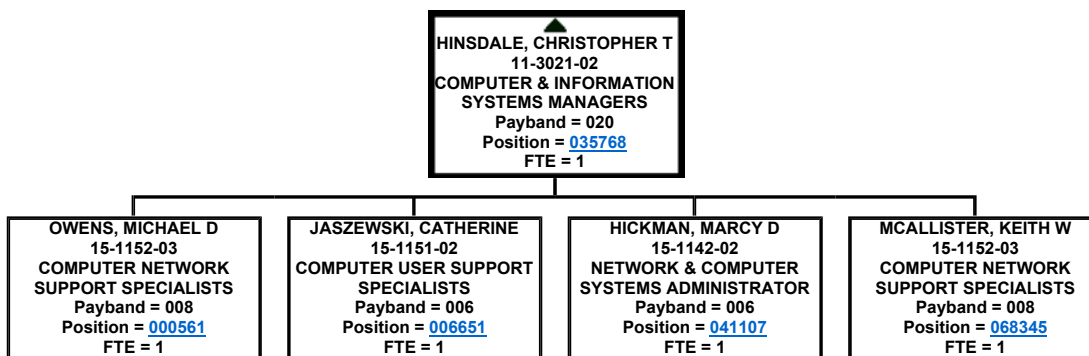 HINSDALE, CHRISTOPHER T
11-3021-02
COMPUTER & INFORMATION
SYSTEMS MANAGERS
Payband = 020
Position = 035768
FTE = 1
OWENS, MICHAEL D
15-1152-03
COMPUTER NETWORK
SUPPORT SPECIALISTS
Payband = 008
Position = 000561
FTE = 1
JASZEWSKI, CATHERINE
15-1151-02
COMPUTER USER SUPPORT
SPECIALISTS
Payband = 006
Position = 006651
FTE = 1
HICKMAN, MARCY D
15-1142-02
NETWORK & COMPUTER
SYSTEMS ADMINISTRATOR
Payband = 006
Position = 041107
FTE = 1
MCALLISTER, KEITH W
15-1152-03
COMPUTER NETWORK
SUPPORT SPECIALISTS
Payband = 008
Position = 068345
FTE = 1